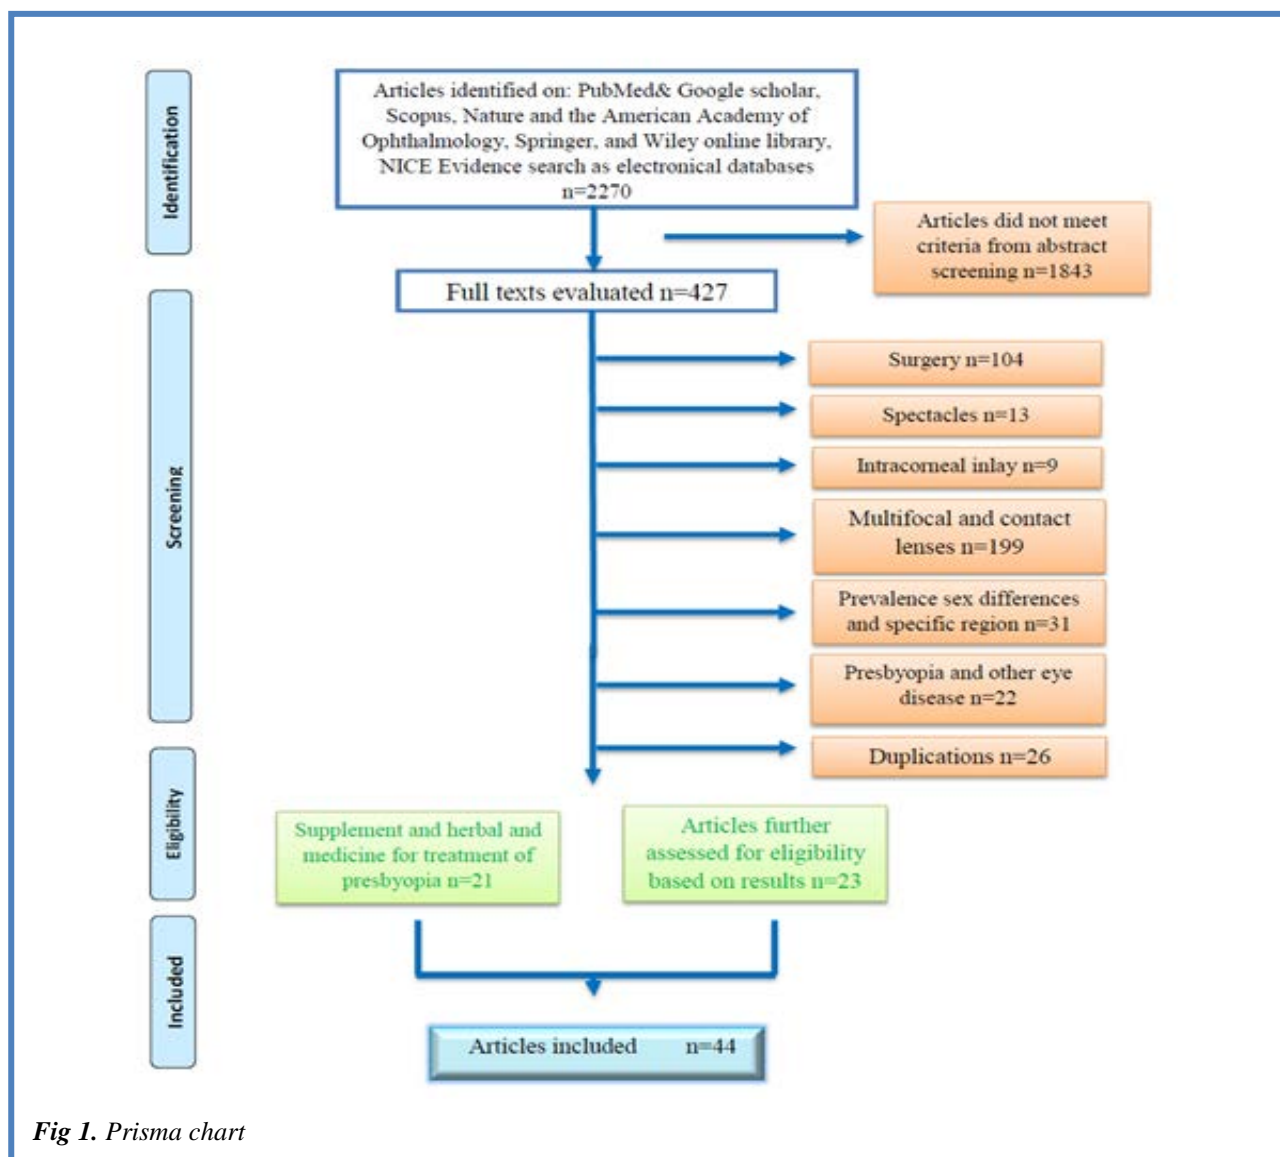 Identification
Articles identified on: PubMed& Google scholar,
Scopus, Nature and the American Academy of
Ophthalmology, Springer, and Wiley online library,
NICE Evidence search as electronical databases
n=2270
Articles did not meet
criteria from abstract
screening n=1843
Full texts evaluated n=427
Screening
Surgery n=104
Spectacles n=13
Intracorneal inlay n=9
Multifocal and contact
lenses n=199
Prevalence sex differences
and specific region n=31
Presbyopia and other eye
disease n=22
Duplications n=26
Eligibility
Supplement and herbal and
medicine for treatment of
presbyopia n=21
Articles further
assessed for eligibility
based on results n=23
Included
Articles included n=44
Fig 1. Prisma chart